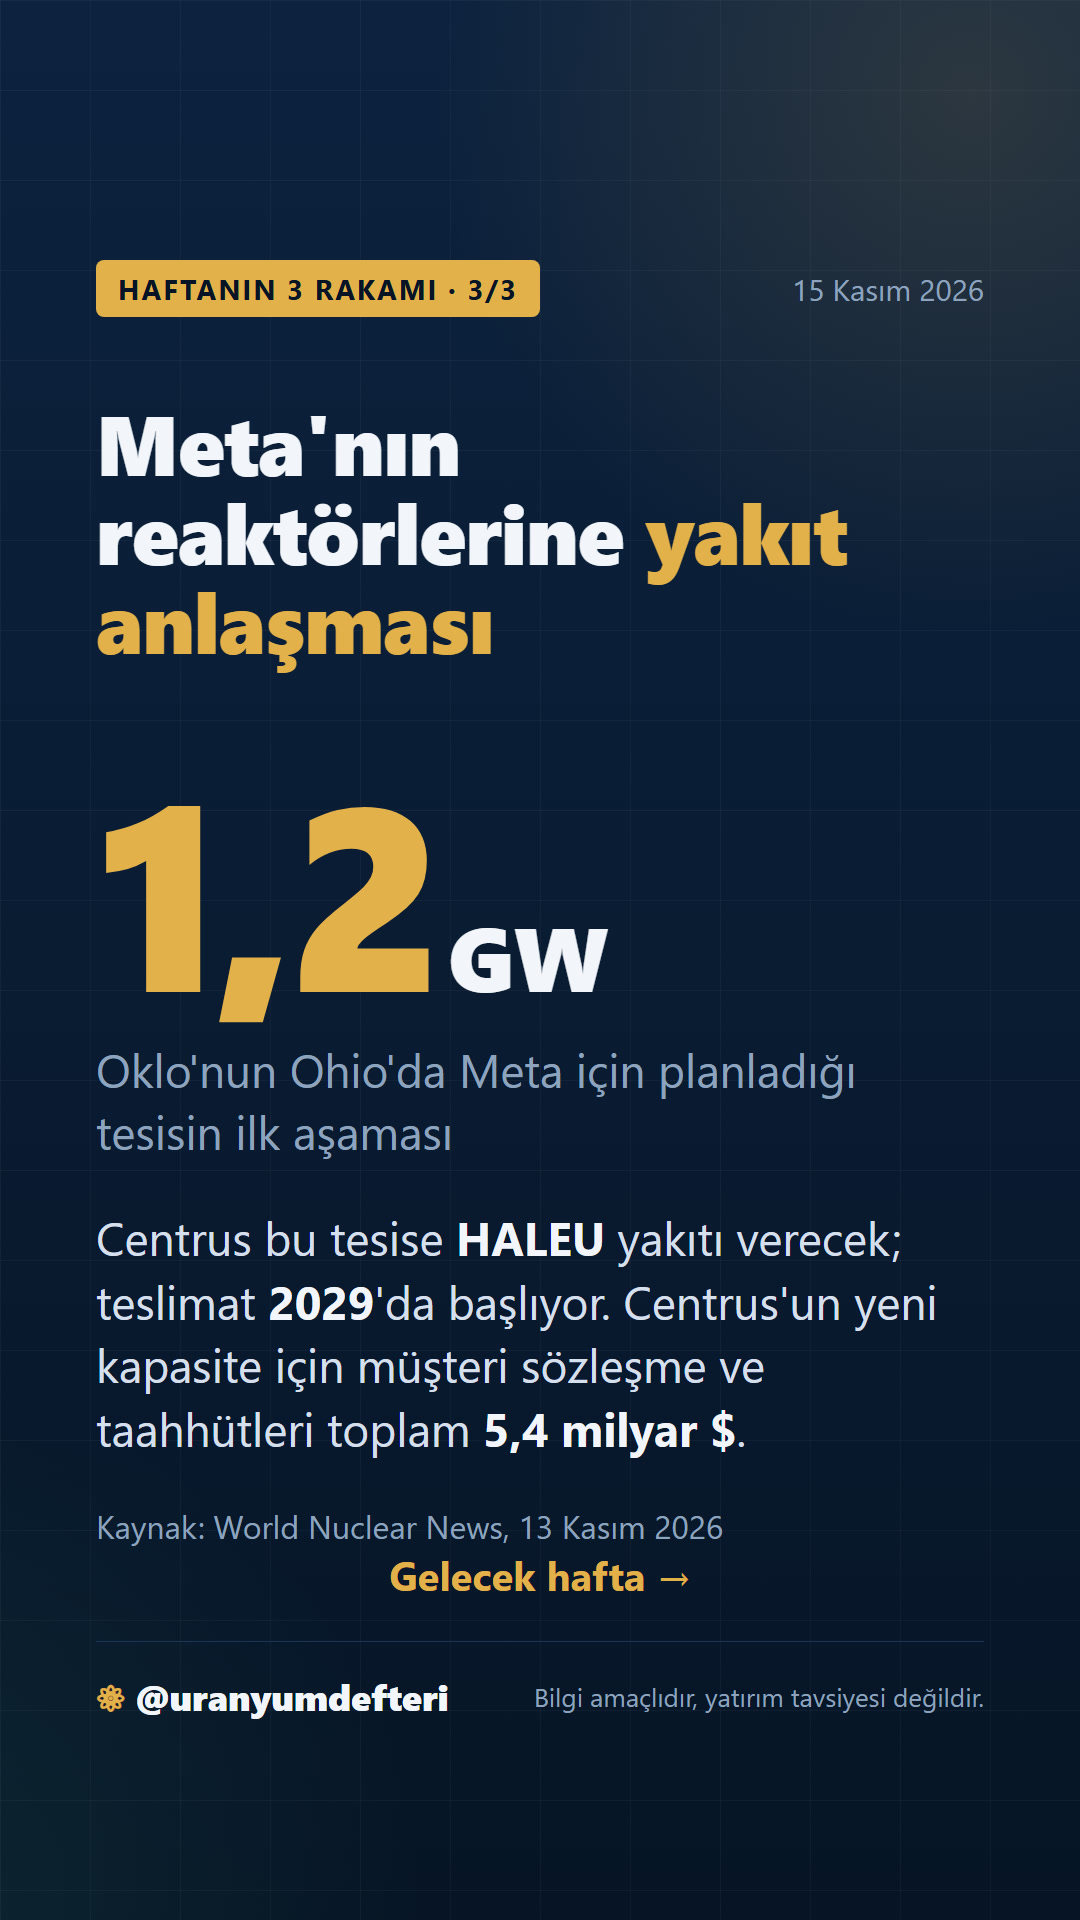 HAFTANIN 3 RAKAMI · 3/3
15 Kasım 2026
Meta'nın
reaktörlerine yakıt
anlaşması
1,2 GW
Oklo'nun Ohio'da Meta için planladığı
tesisin ilk aşaması
Centrus bu tesise HALEU yakıtı verecek;
teslimat 2029'da başlıyor. Centrus'un yeni
kapasite için müşteri sözleşme ve
taahhütleri toplam 5,4 milyar $.
Kaynak: World Nuclear News, 13 Kasım 2026
Gelecek hafta →
@uranyumdefteri
Bilgi amaçlıdır, yatırım tavsiyesi değildir.